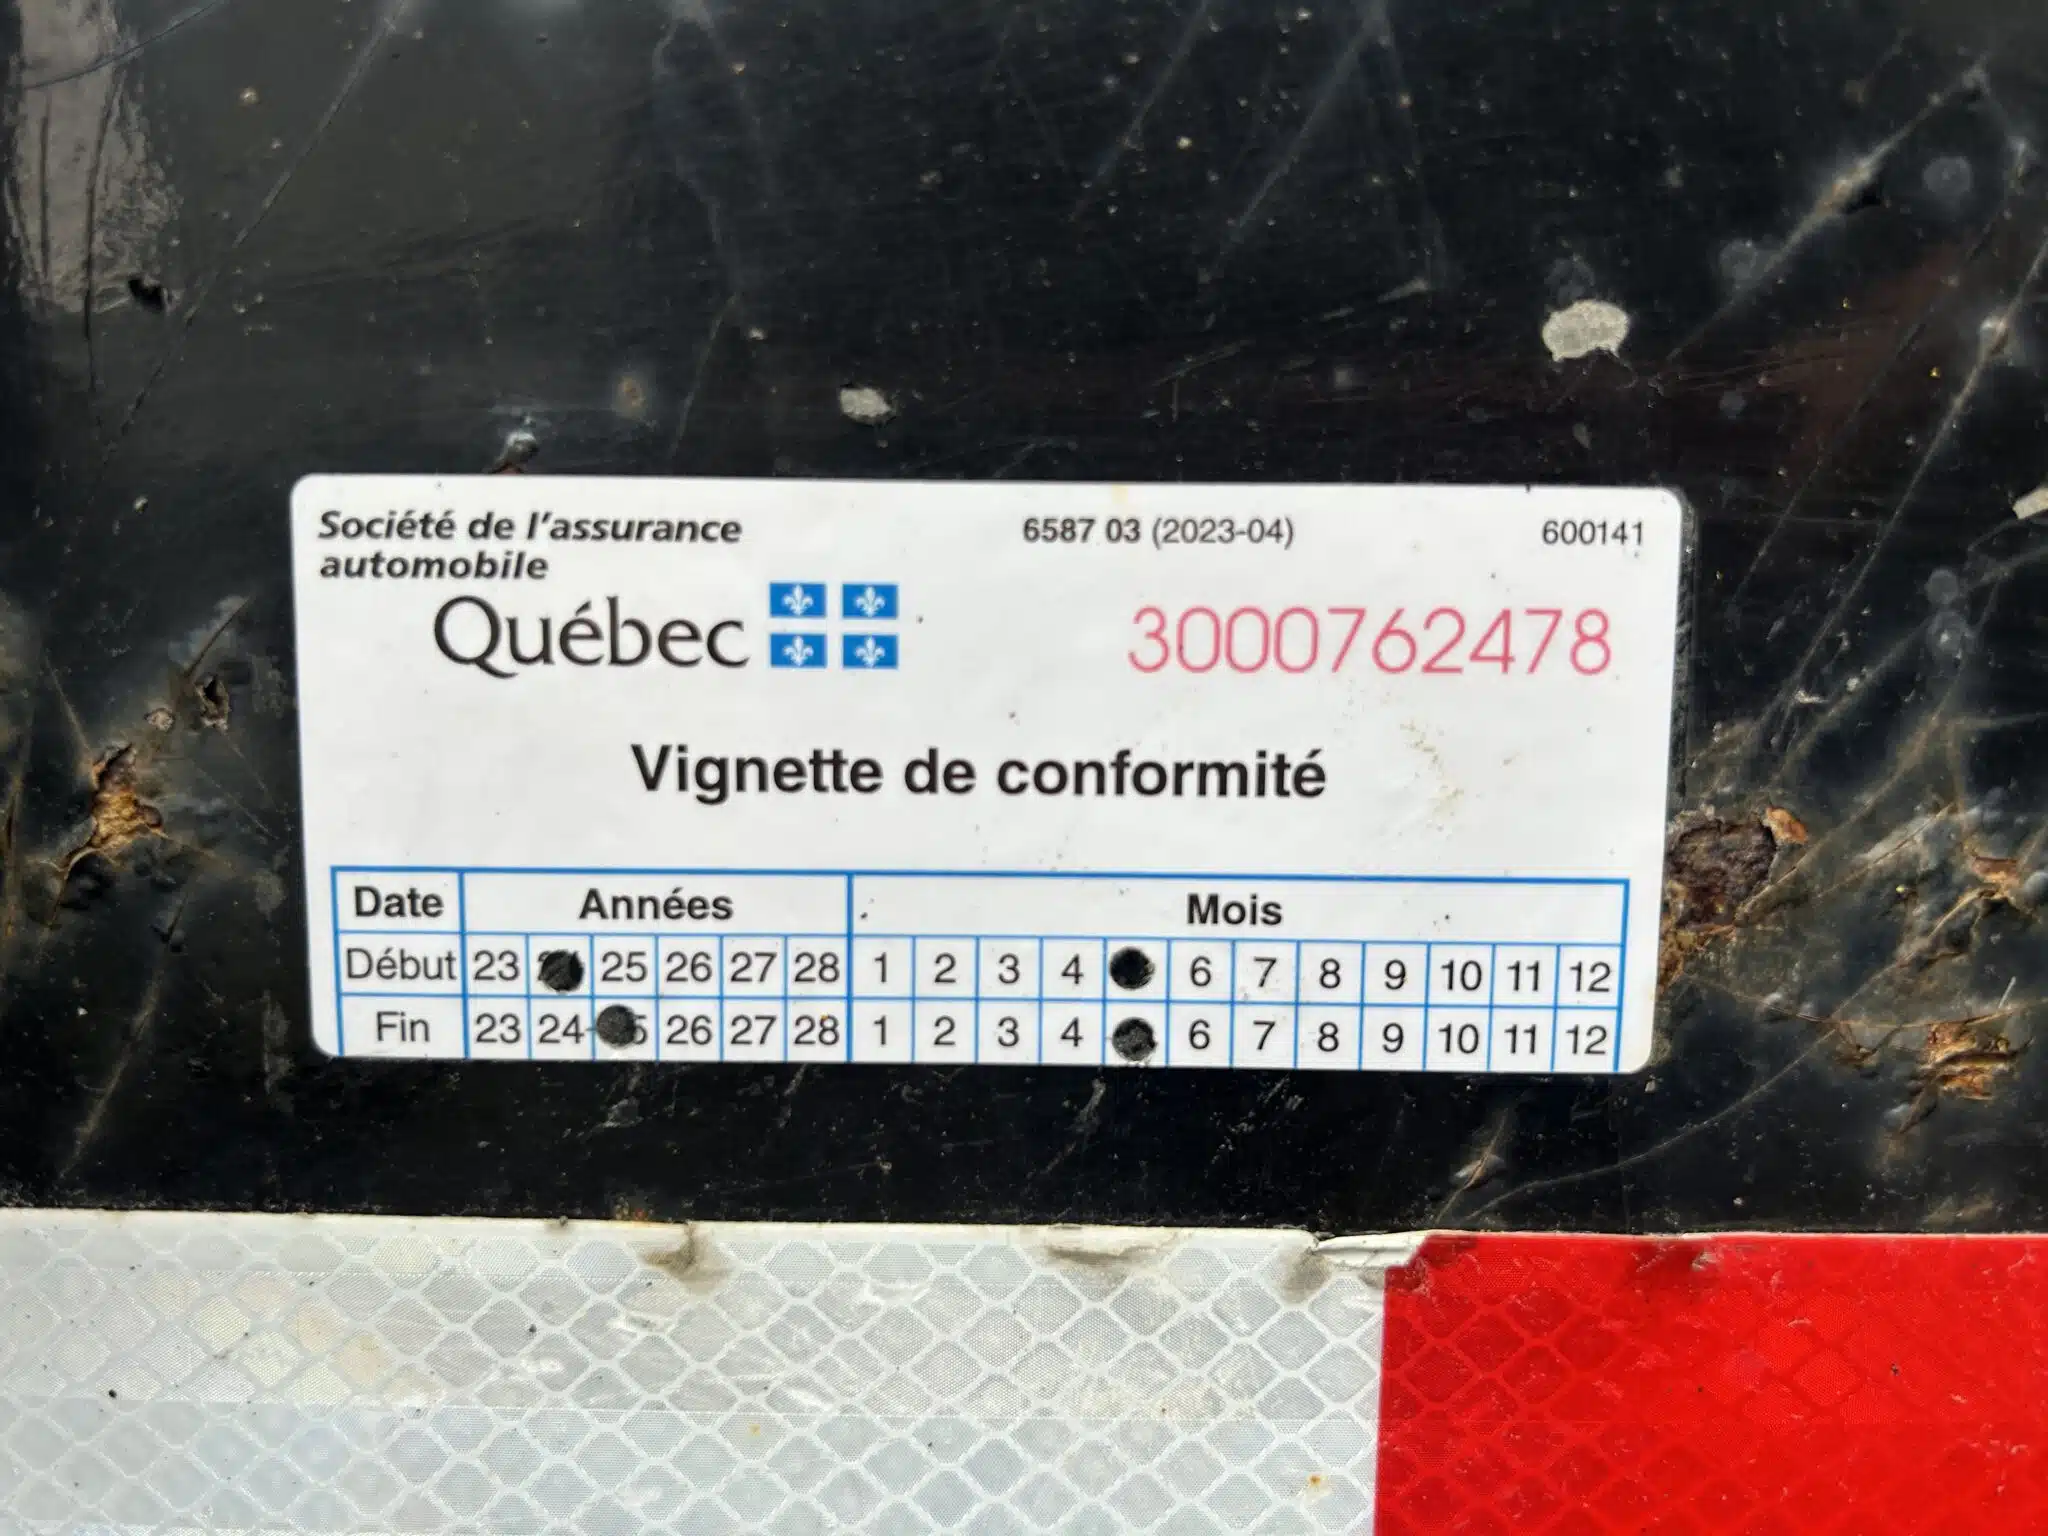 Société de l'assurance
automobile
Québec
6587 03 (2023-04)
600141
3000762478
Vignette de conformité
Date Années Mois
Début 23 25 26 27 28 1 2 3 4 6 7 8 9 10 11 12
Fin 23 24 26 27 28 1 2 3 4 6 7 8 9 10 11 12